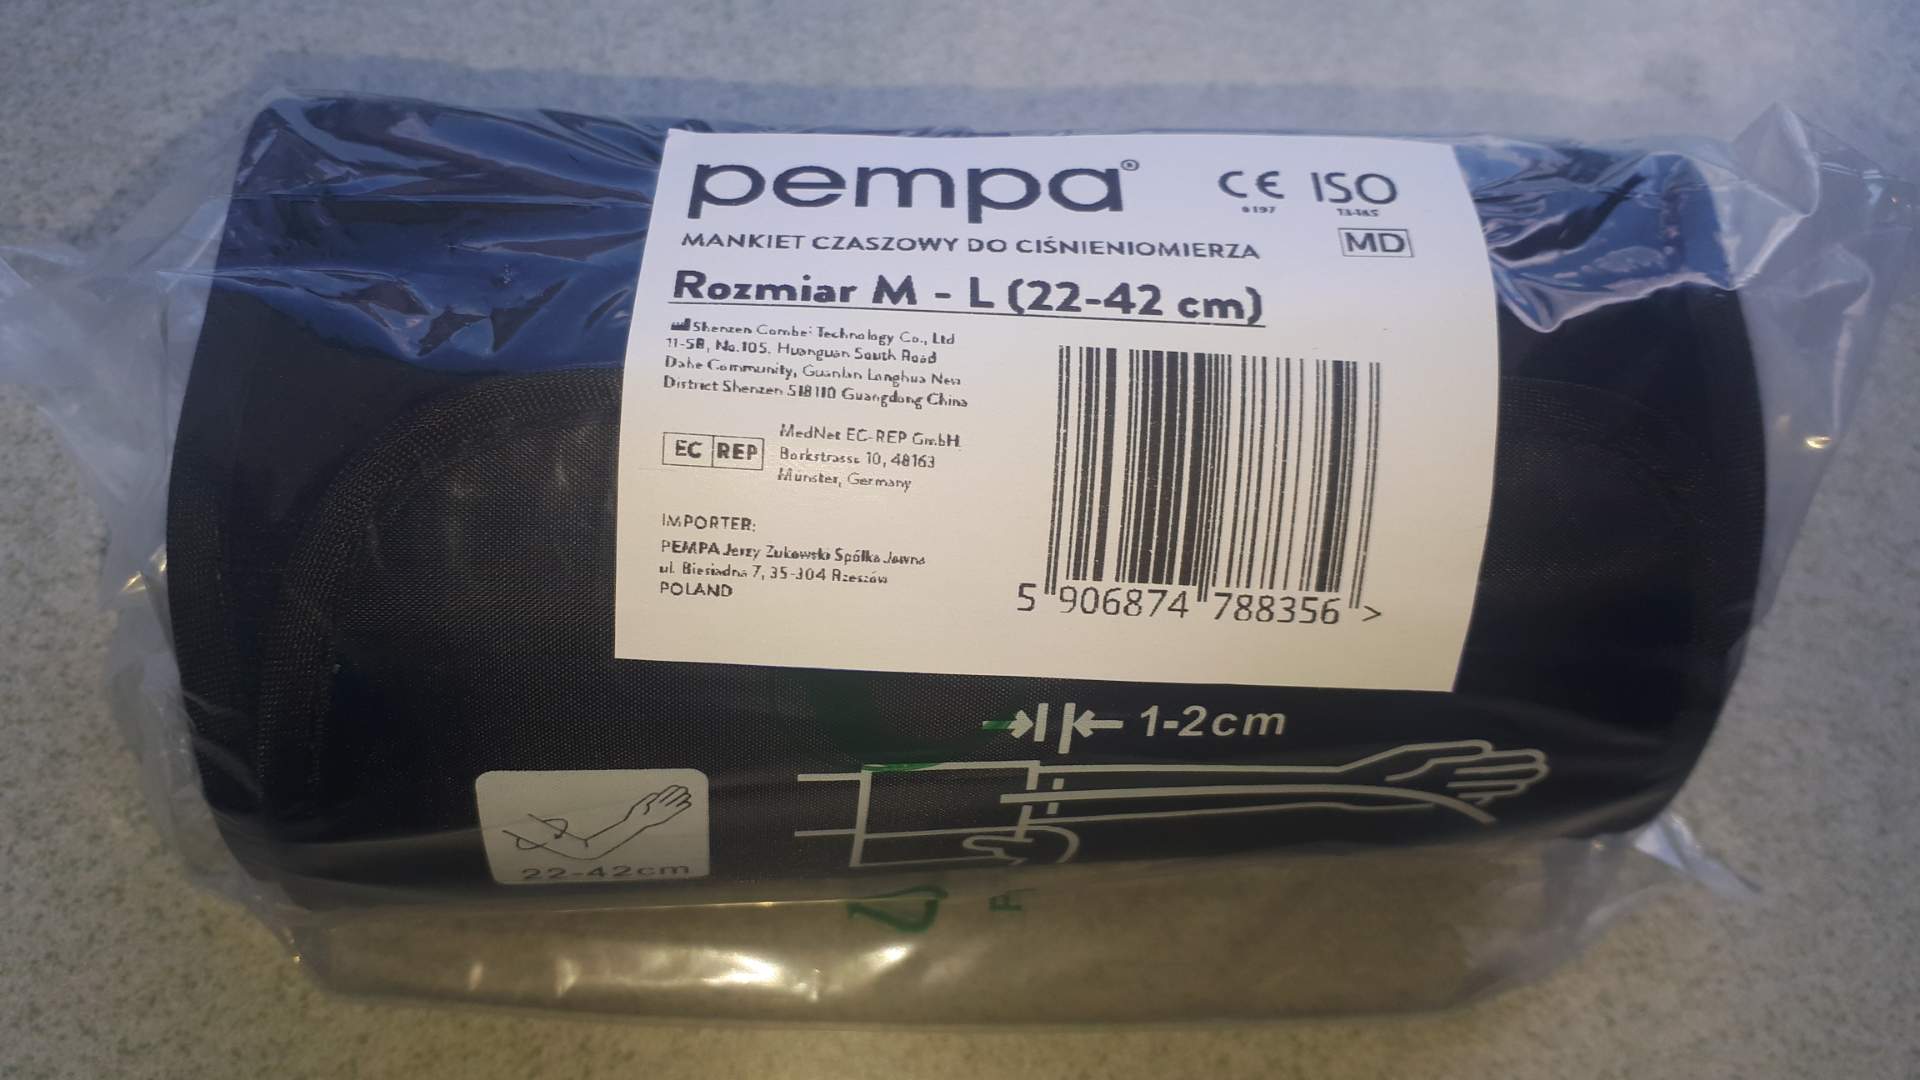 pempa®
CE ISO
0197
13485
MD
MANKIET CZASZOWY DO CIŚNIENIOMIERZA
Rozmiar M - L (22-42 cm)
Shenzen Combei Technology Co., Ltd
11-5B, No.105, Huanguan South Road
Dahe Community, Guanlan Longhua New
District Shenzen 518110 Guangdong China
EC REP
MedNet EC-REP GmbH
Borkstrasse 10, 48163
Münster, Germany
IMPORTER:
PEMPA Jerzy Żukowski Spółka Jawna
ul. Biesiadna 7, 35-304 Rzeszów
POLAND
5 906874 788356 >
1-2cm
22-42cm